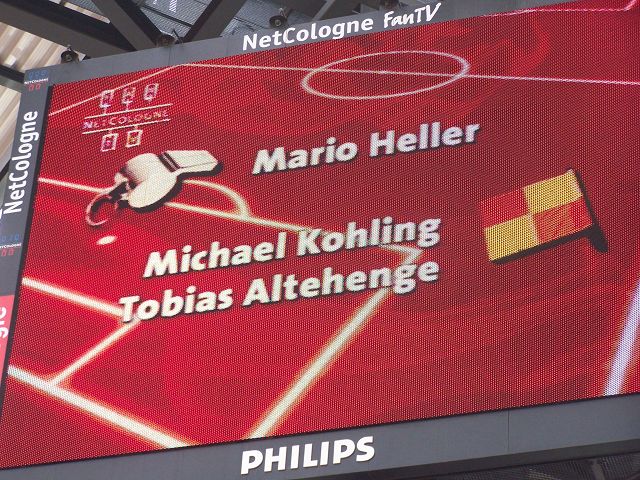 NetCologne FanTV
NetCologne
NETCOLOGNE
Mario Heller
Michael Kohling
Tobias Altehenge
PHILIPS